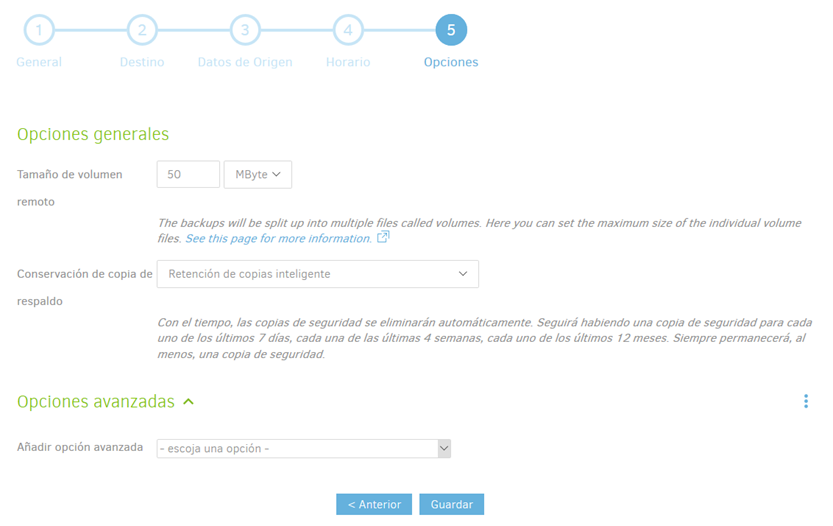 1 2 3 4 5
General Destino Datos de Origen Horario Opciones
Opciones generales
Tamaño de volumen remoto
50 MByte
The backups will be split up into multiple files called volumes. Here you can set the maximum size of the individual volume
files. See this page for more information.
Conservación de copia de respaldo
Retención de copias inteligente
Con el tiempo, las copias de seguridad se eliminarán automáticamente. Seguirá habiendo una copia de seguridad para cada
uno de los últimos 7 días, cada una de las últimas 4 semanas, cada uno de los últimos 12 meses. Siempre permanecerá, al
menos, una copia de seguridad.
Opciones avanzadas
Añadir opción avanzada - escoja una opción -
< Anterior Guardar